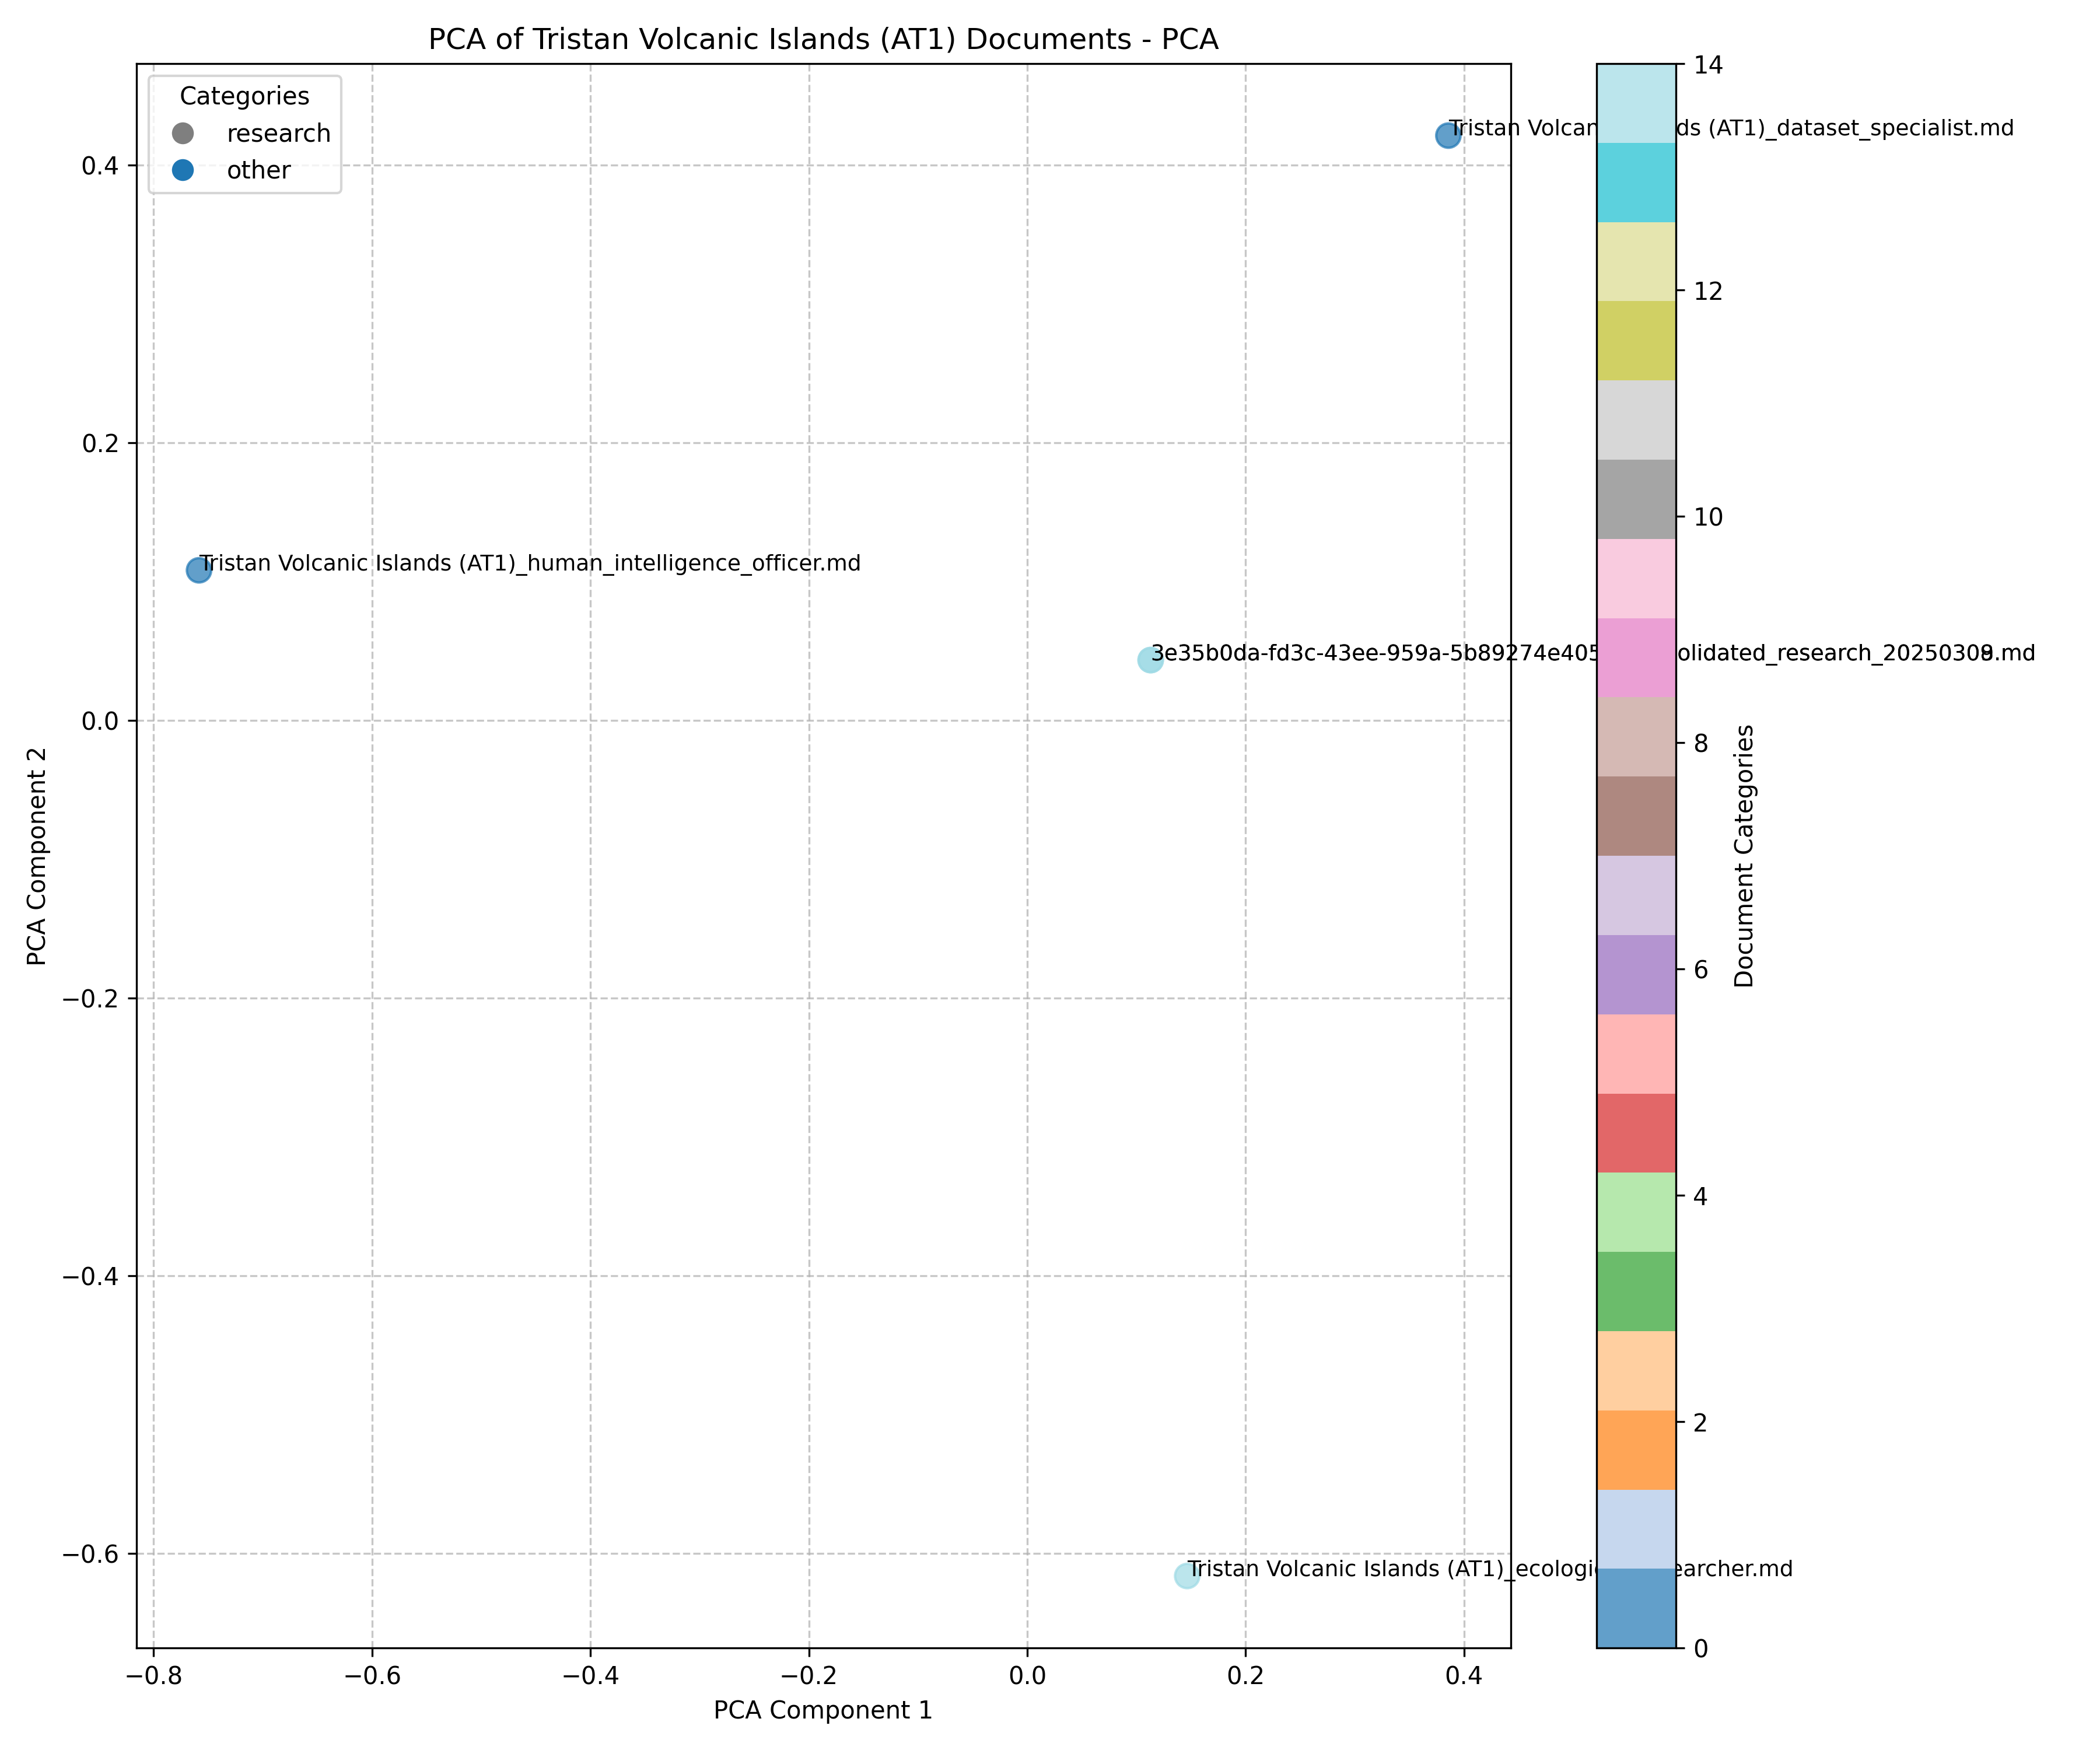 PCA of Tristan Volcanic Islands (AT1) Documents - PCA
Categories
research
other
Tristan Volcan ds (AT1)_dataset_specialist.md
Tristan Volcanic Islands (AT1)_human_intelligence_officer.md
3e35b0da-fd3c-43ee-959a-5b89274e405 olidated_research_2025030 .md
Tristan Volcanic Islands (AT1)_ecologi earcher.md
0.4
0.2
0.0
−0.2
−0.4
−0.6
PCA Component 2
−0.8
−0.6
−0.4
−0.2
0.0
0.2
0.4
PCA Component 1
14
12
10
8
6
4
2
0
Document Categories